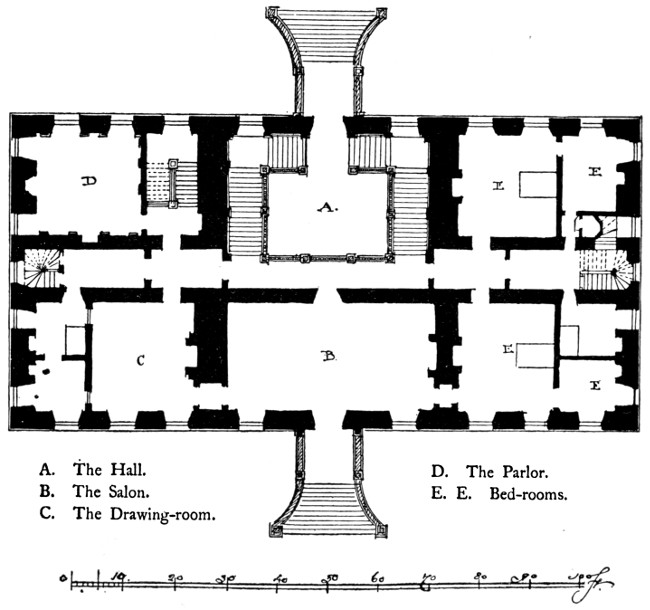 D
A.
E
E
C
B
E
E
A. The Hall.
B. The Salon.
C. The Drawing-room.
D. The Parlor.
E. E. Bed-rooms.
0 10 20 30 40 50 60 70 80 90 100